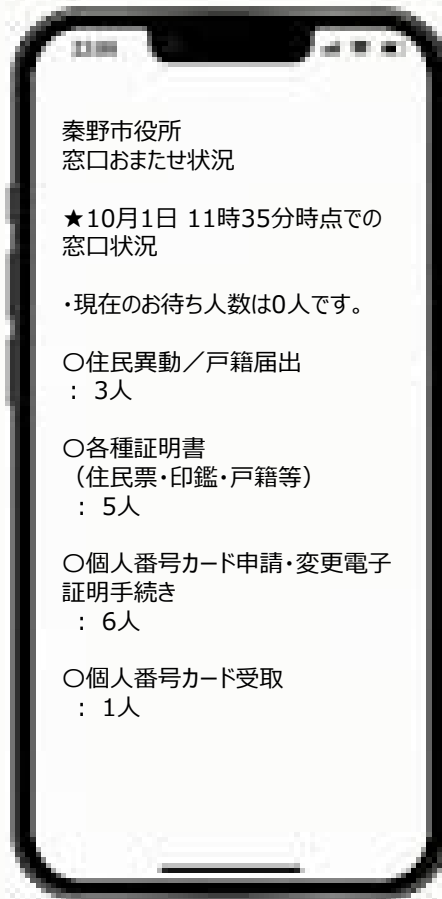 秦野市役所
窓口おまたせ状況
★10月1日 11時35分時点での
窓口状況
・現在のお待ち人数は0人です。
〇住民異動／戸籍届出
： 3人
〇各種証明書
（住民票・印鑑・戸籍等）
： 5人
〇個人番号カード申請・変更電子
証明手続き
： 6人
〇個人番号カード受取
： 1人